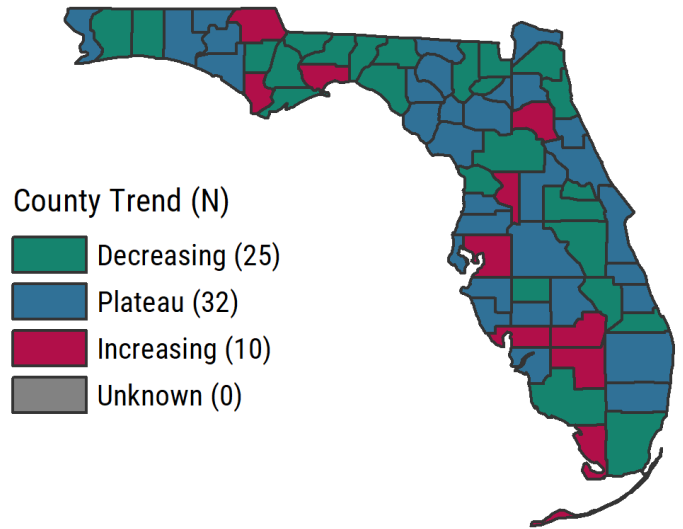 County Trend (N)
Decreasing (25)
Plateau (32)
Increasing (10)
Unknown (0)